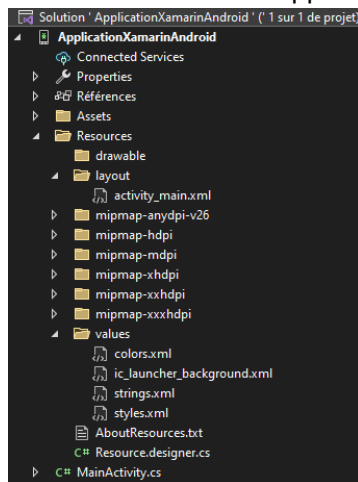 Solution ' ApplicationXamarinAndroid ' (' 1 sur 1 de projet)
ApplicationXamarinAndroid
Connected Services
Properties
Références
Assets
Resources
drawable
layout
activity_main.xml
mipmap-anydpi-v26
mipmap-hdpi
mipmap-mdpi
mipmap-xhdpi
mipmap-xxhdpi
mipmap-xxxhdpi
values
colors.xml
ic_launcher_background.xml
strings.xml
styles.xml
AboutResources.txt
C# Resource.designer.cs
C# MainActivity.cs